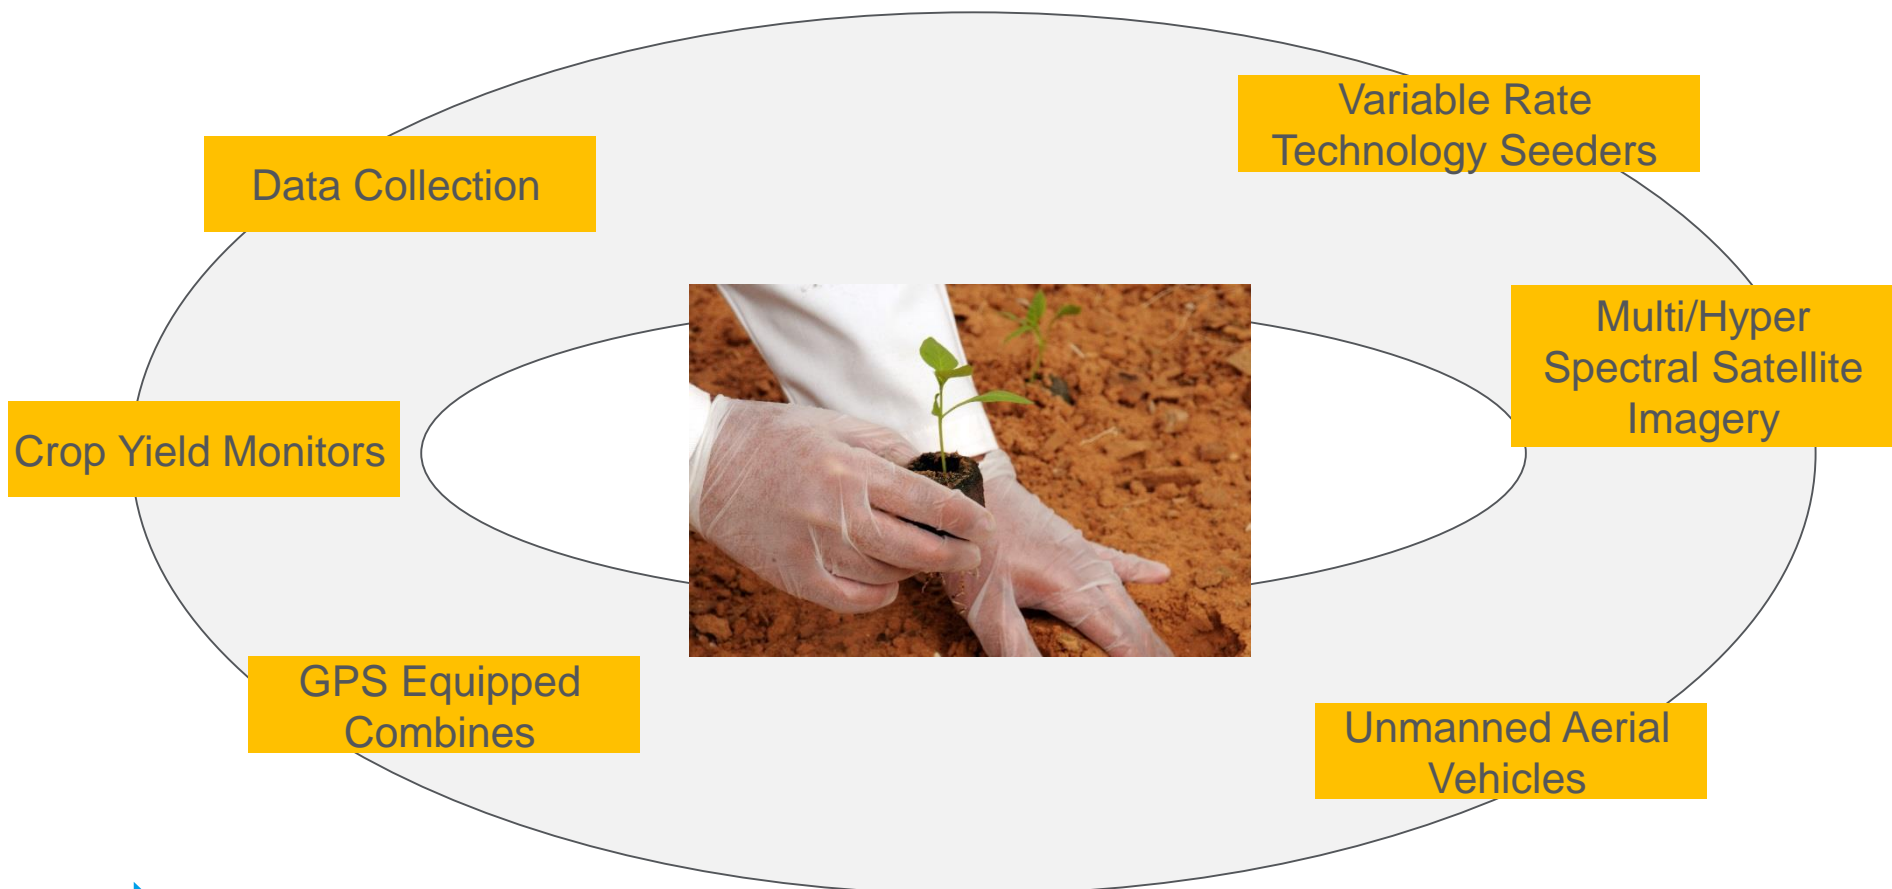 Variable Rate
Technology Seeders
Data Collection
Multi/Hyper
Spectral Satellite
Imagery
Crop Yield Monitors
GPS Equipped
Combines
Unmanned Aerial
Vehicles